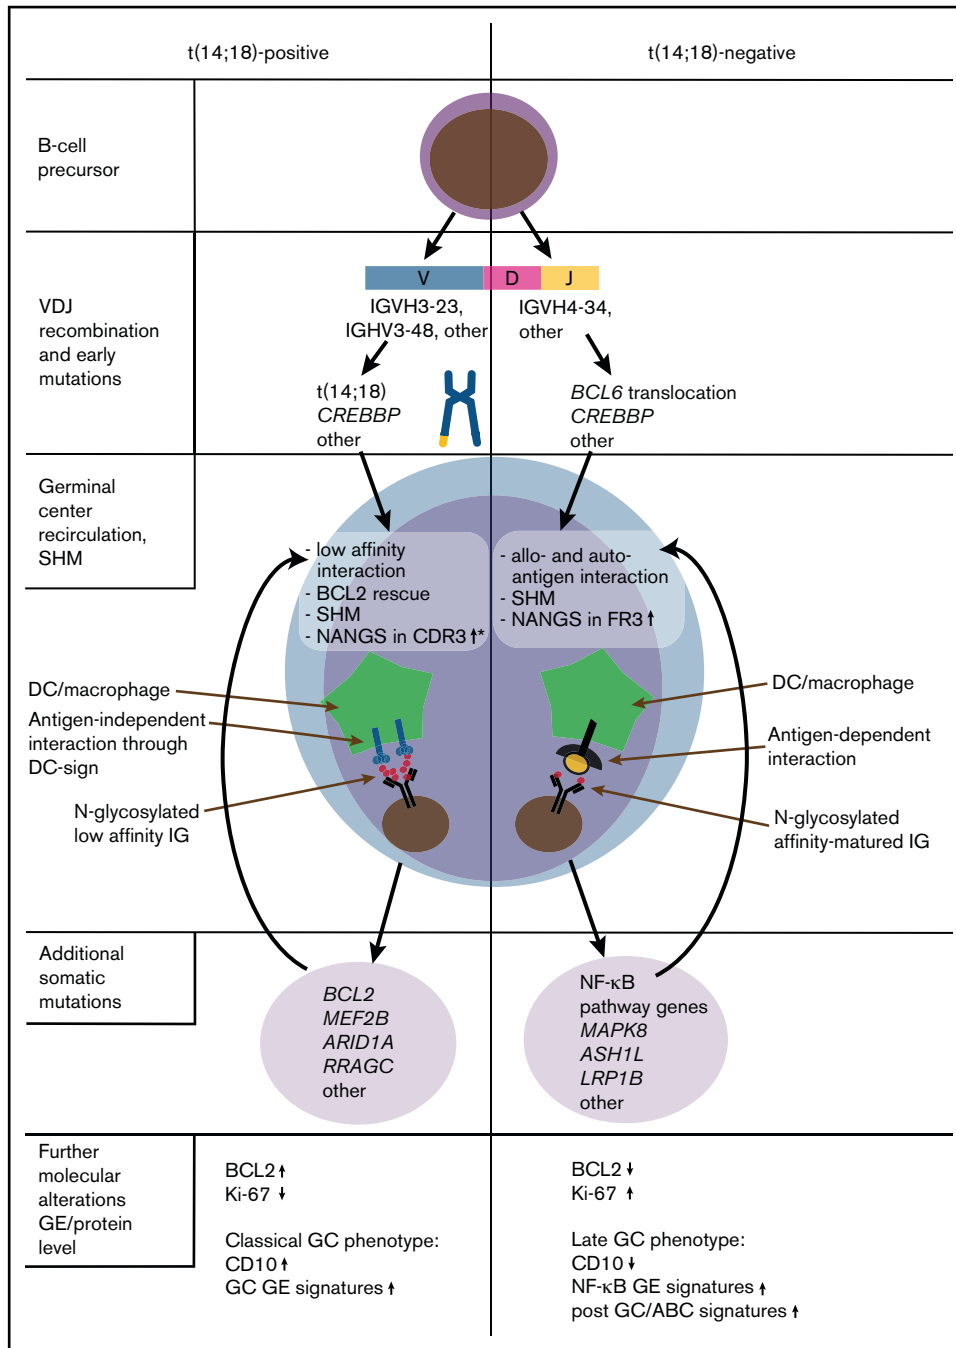 t(14;18)-positive
t(14;18)-negative
B-cell
precursor
VDJ
recombination
and early
mutations
V
D
J
IGVH3-23,
IGHV3-48, other
IGVH4-34,
other
t(14;18)
CREBBP
other
BCL6 translocation
CREBBP
other
Germinal
center
recirculation,
SHM
- low affinity
interaction
- BCL2 rescue
- SHM
- NANGS in CDR3 ↑*
- allo- and auto-
antigen interaction
- SHM
- NANGS in FR3 ↑
DC/macrophage
Antigen-independent
interaction through
DC-sign
N-glycosylated
low affinity IG
DC/macrophage
Antigen-dependent
interaction
N-glycosylated
affinity-matured IG
Additional
somatic
mutations
BCL2
MEF2B
ARID1A
RRAGC
other
NF-κB
pathway genes
MAPK8
ASH1L
LRP1B
other
Further
molecular
alterations
GE/protein
level
BCL2 ↑
Ki-67 ↓
Classical GC phenotype:
CD10 ↑
GC GE signatures ↑
BCL2 ↓
Ki-67 ↑
Late GC phenotype:
CD10 ↓
NF-κB GE signatures ↑
post GC/ABC signatures ↑